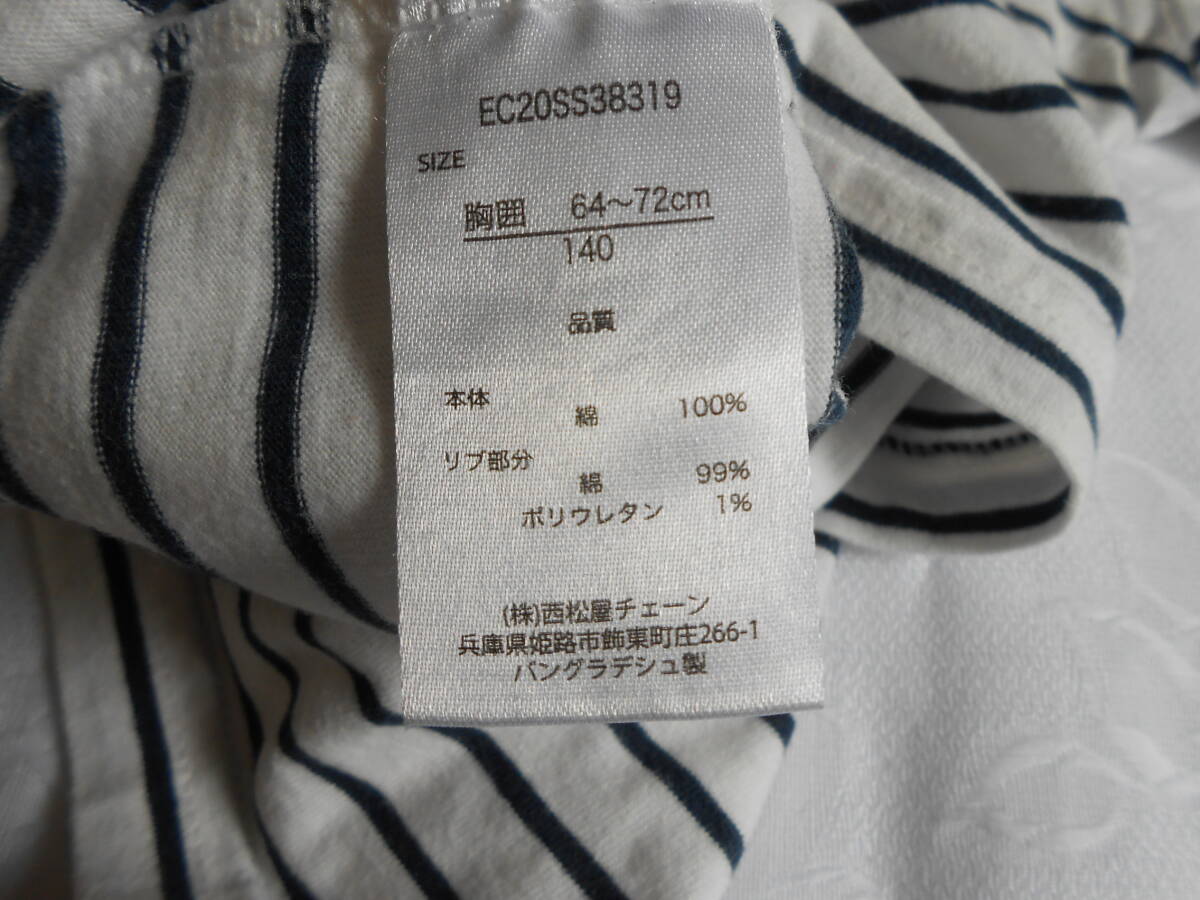 EC20SS38319
SIZE
胸囲 64～72cm
140
品質
本体
綿 100%
リブ部分
綿 99%
ポリウレタン 1%
(株)西松屋チェーン
兵庫県姫路市飾東町庄266-1
バングラデシュ製